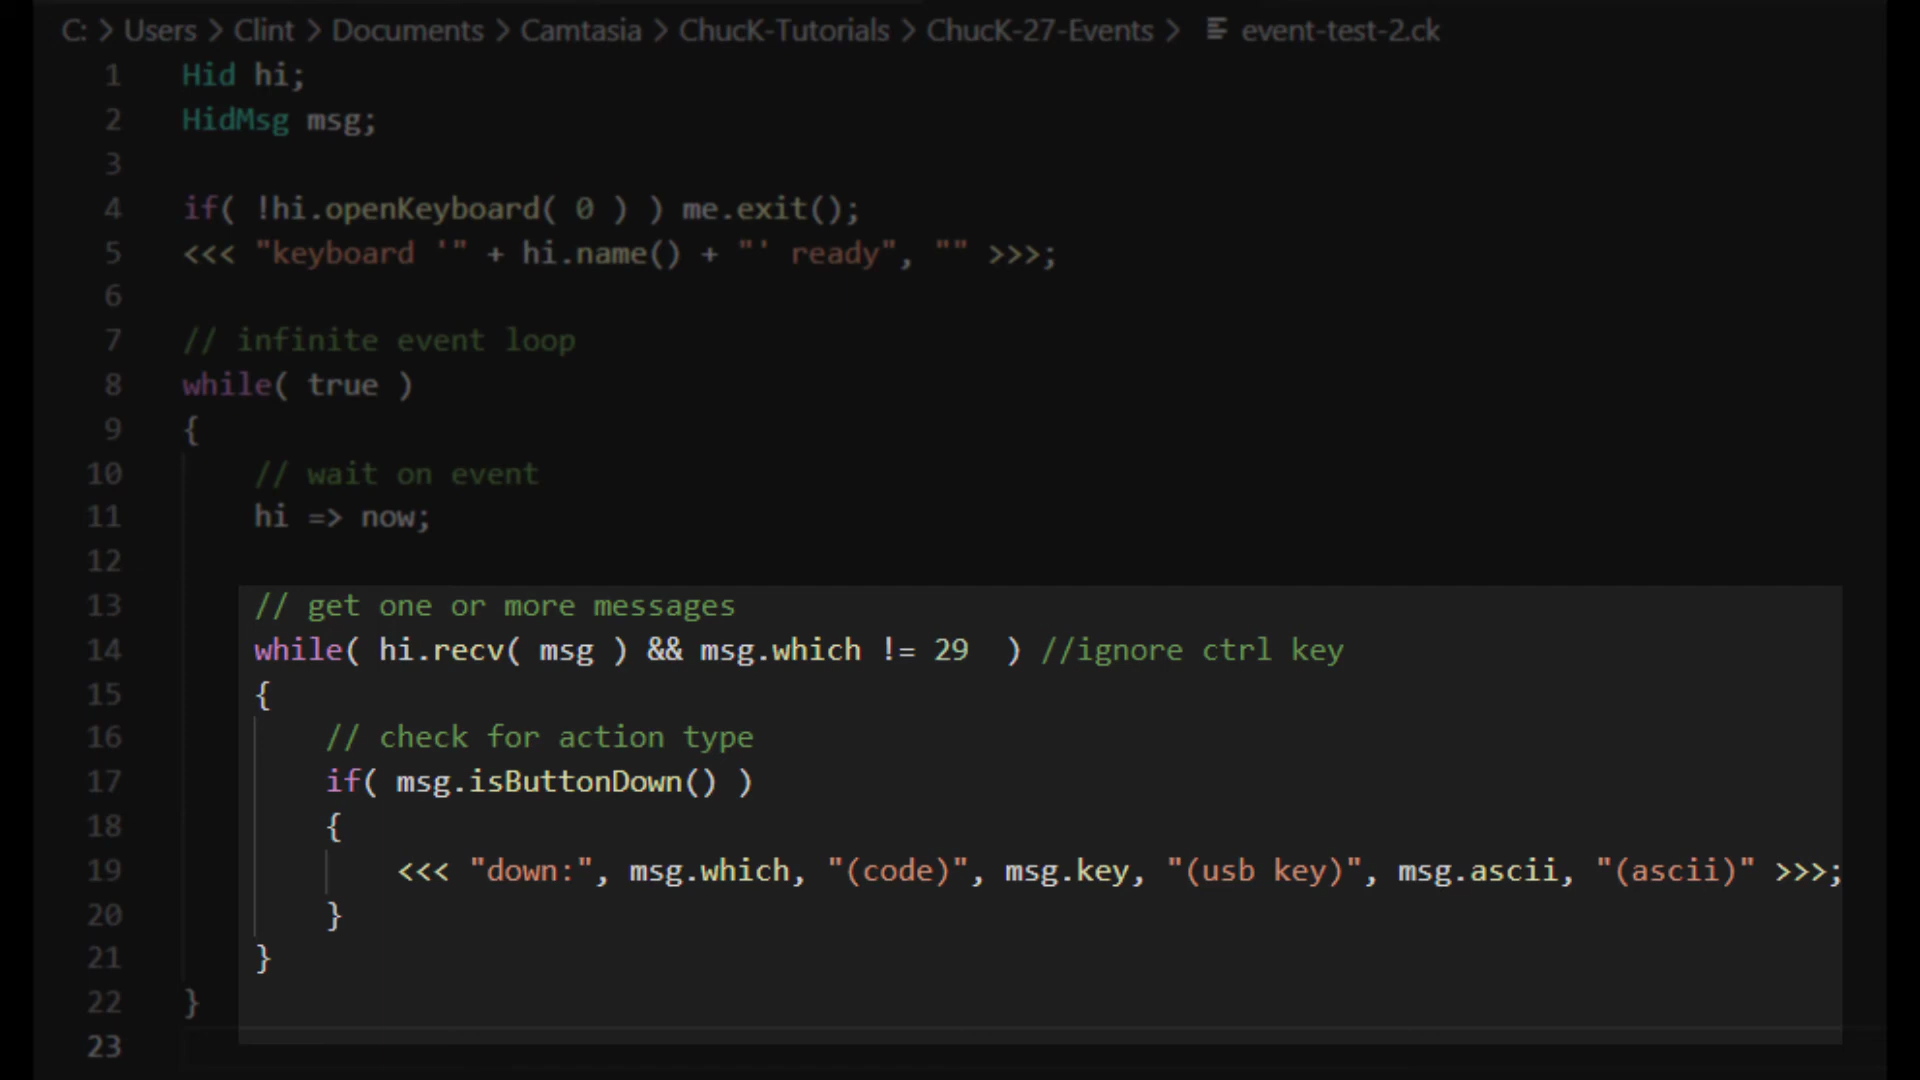 C: > Users > Clint > Documents > Camtasia > ChucK-Tutorials > ChucK-27-Events > event-test-2.ck
1 Hid hi;
2 HidMsg msg;
3
4 if( !hi.openKeyboard( 0 ) ) me.exit();
5 <<< "keyboard '" + hi.name() + "' ready", "" >>>;
6
7 // infinite event loop
8 while( true )
9 {
10 // wait on event
11 hi => now;
12
13 // get one or more messages
14 while( hi.recv( msg ) && msg.which != 29  ) //ignore ctrl key
15 {
16 // check for action type
17 if( msg.isButtonDown() )
18 {
19 <<< "down:", msg.which, "(code)", msg.key, "(usb key)", msg.ascii, "(ascii)" >>>;
20 }
21 }
22 }
23